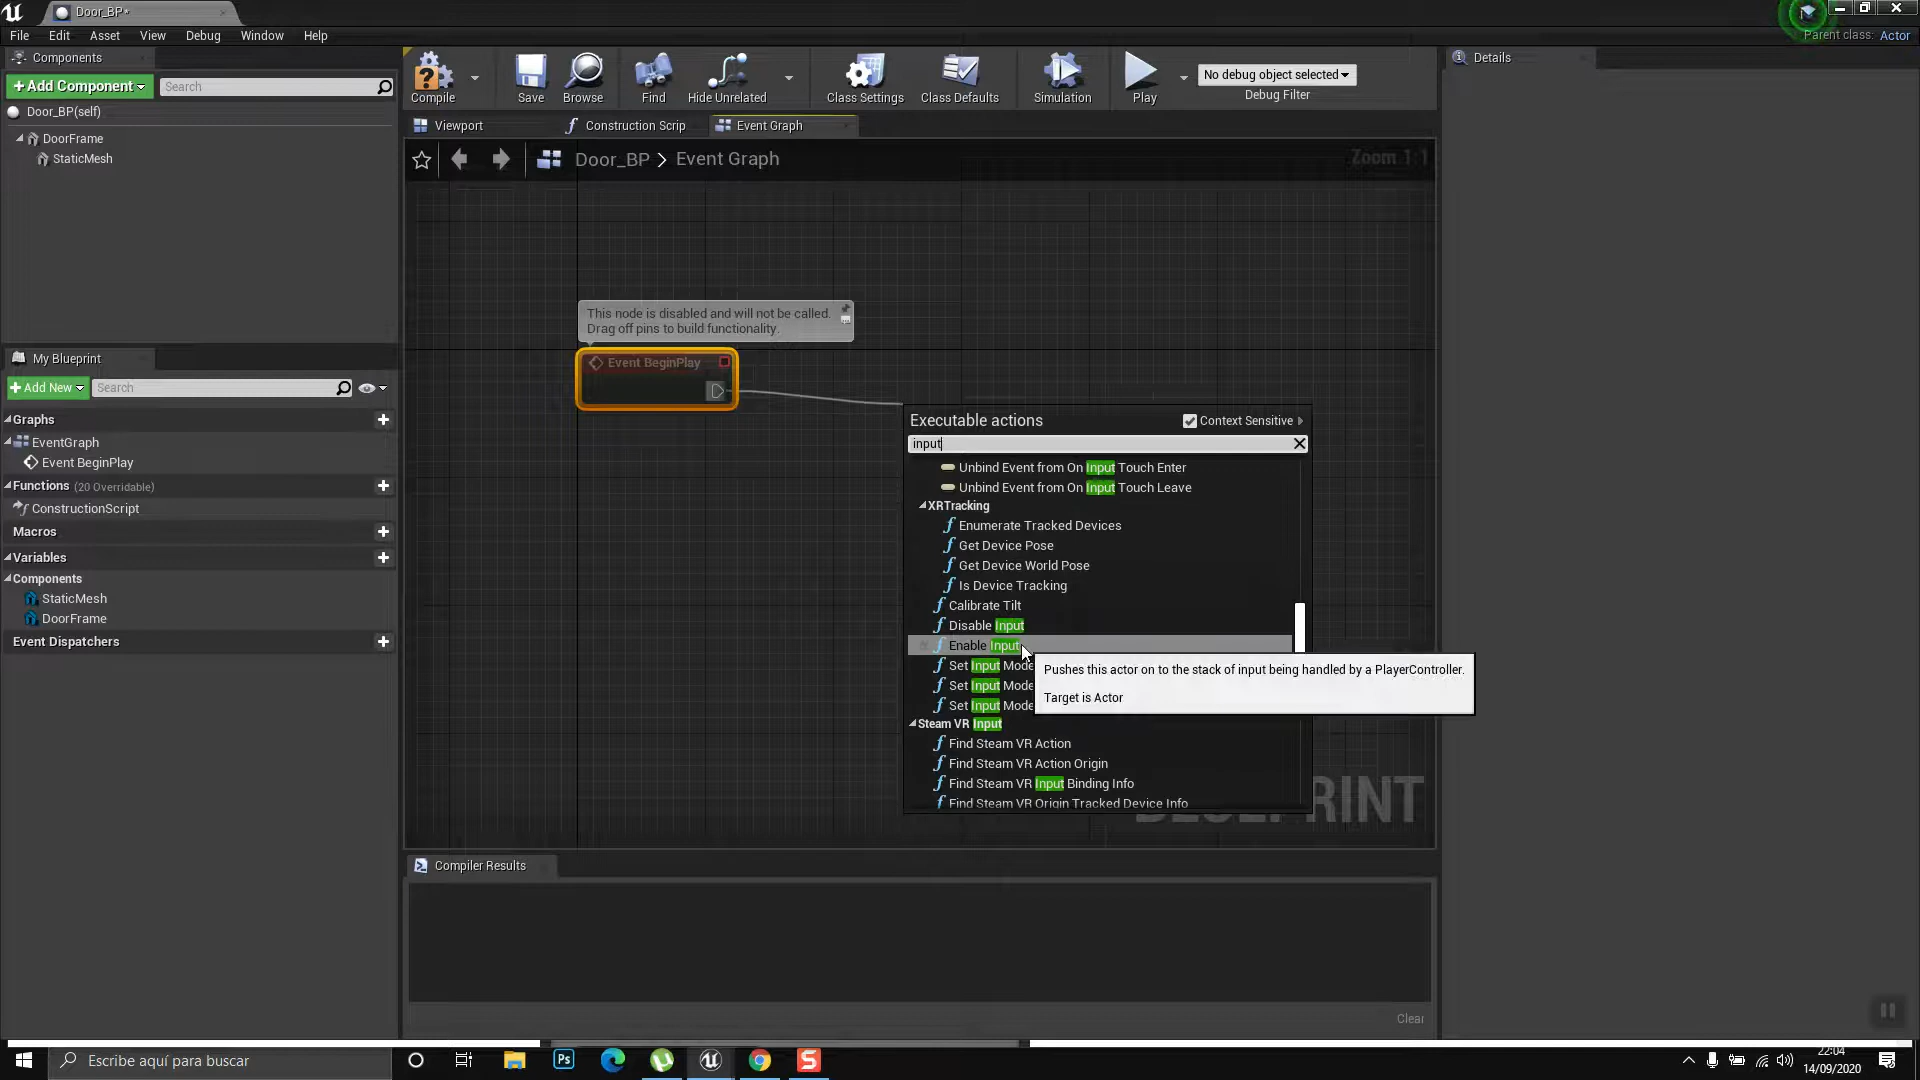 Door_BP*
File Edit Asset View Debug Window Help
Parent class: Actor
Components
+ Add Component
Search
Door_BP(self)
DoorFrame
StaticMesh
Compile
Save
Browse
Find
Hide Unrelated
Class Settings
Class Defaults
Simulation
Play
No debug object selected
Debug Filter
Details
Viewport
Construction Scrip
Event Graph
Door_BP > Event Graph
Zoom 1:1
This node is disabled and will not be called.
Drag off pins to build functionality.
Event BeginPlay
Executable actions
Context Sensitive
input
Unbind Event from On Input Touch Enter
Unbind Event from On Input Touch Leave
XRTracking
Enumerate Tracked Devices
Get Device Pose
Get Device World Pose
Is Device Tracking
Calibrate Tilt
Disable Input
Enable Input
Set Input Mode
Set Input Mode
Set Input Mode
Pushes this actor on to the stack of input being handled by a PlayerController.
Target is Actor
Steam VR Input
Find Steam VR Action
Find Steam VR Action Origin
Find Steam VR Input Binding Info
Find Steam VR Origin Tracked Device Info
My Blueprint
+ Add New
Search
Graphs
EventGraph
Event BeginPlay
Functions (20 Overridable)
ConstructionScript
Macros
Variables
Components
StaticMesh
DoorFrame
Event Dispatchers
Compiler Results
Clear
Escribe aquí para buscar
Ps
S
22:04
14/09/2020